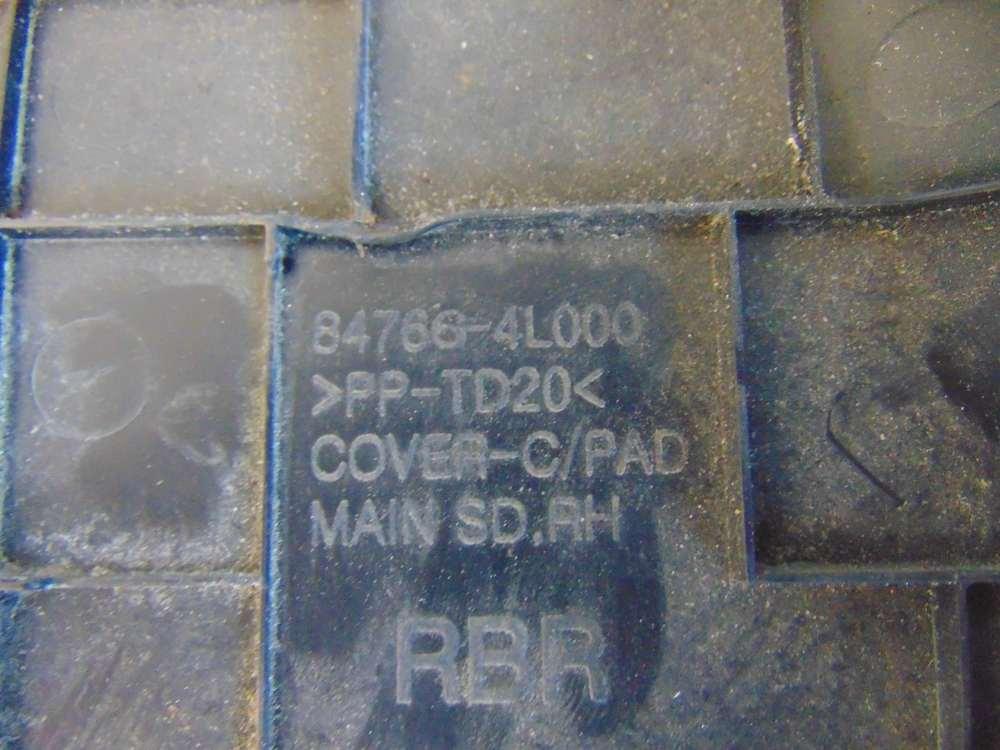 84766-4L000
>PP-TD20<
COVER-C/PAD
MAIN SD.RH
RBR